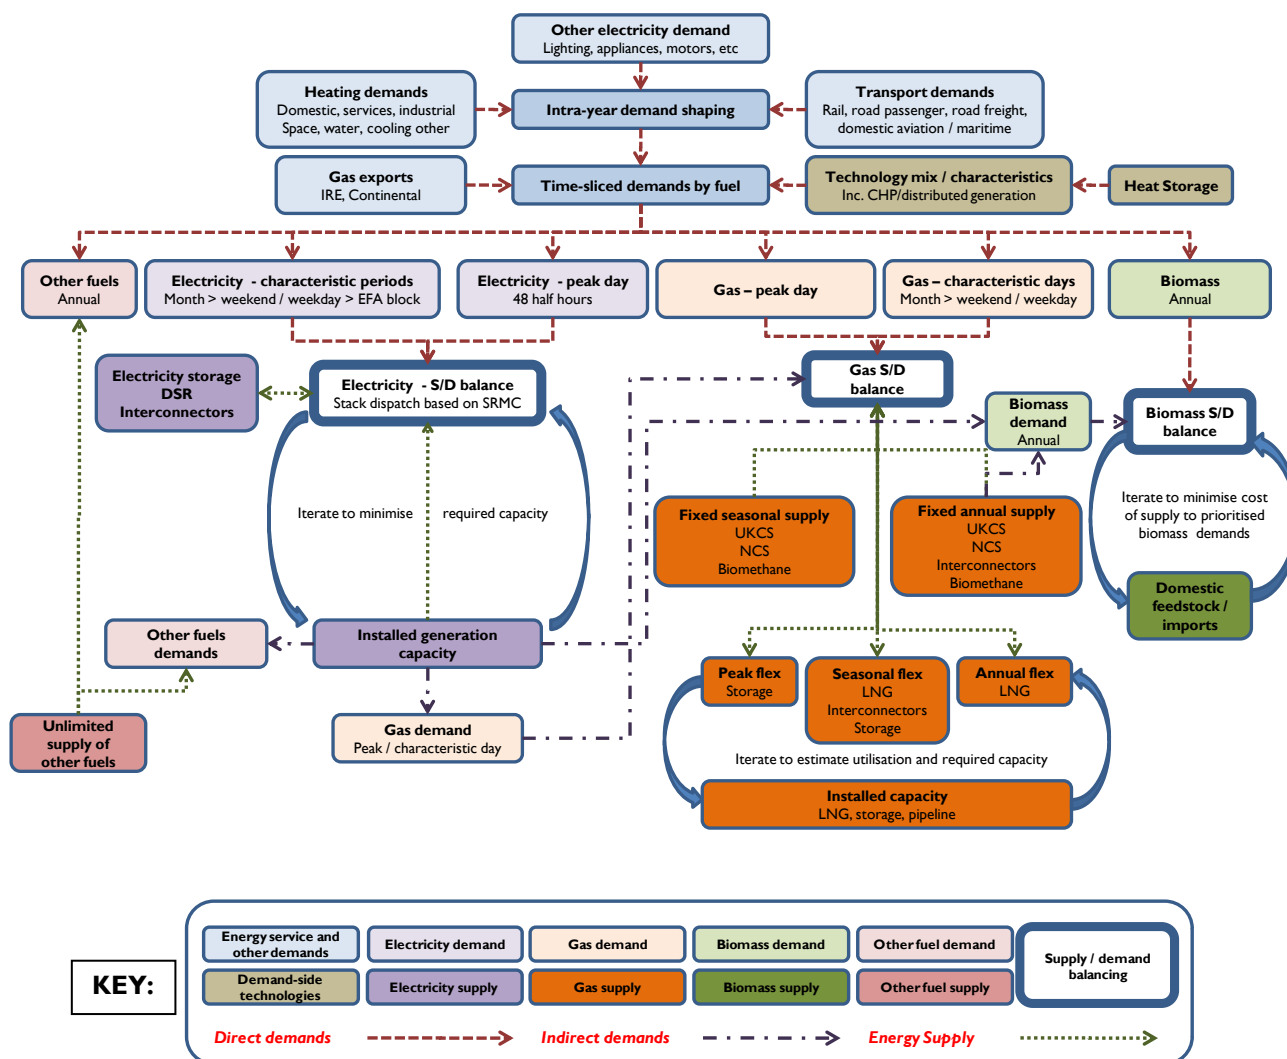 Other electricity demand
Lighting, appliances, motors, etc
Heating demands
Domestic, services, industrial
Space, water, cooling other
Intra-year demand shaping
Transport demands
Rail, road passenger, road freight,
domestic aviation / maritime
Gas exports
IRE, Continental
Time-sliced demands by fuel
Technology mix / characteristics
Inc. CHP/distributed generation
Heat Storage
Other fuels
Annual
Electricity - characteristic periods
Month > weekend / weekday > EFA block
Electricity - peak day
48 half hours
Gas – peak day
Gas – characteristic days
Month > weekend / weekday
Biomass
Annual
Electricity storage
DSR
Interconnectors
Electricity - S/D balance
Stack dispatch based on SRMC
Gas S/D
balance
Biomass
demand
Annual
Biomass S/D
balance
Iterate to minimise required capacity
Fixed seasonal supply
UKCS
NCS
Biomethane
Fixed annual supply
UKCS
NCS
Interconnectors
Biomethane
Iterate to minimise cost
of supply to prioritised
biomass demands
Domestic
feedstock /
imports
Other fuels
demands
Installed generation
capacity
Peak flex
Storage
Seasonal flex
LNG
Interconnectors
Storage
Annual flex
LNG
Unlimited
supply of
other fuels
Gas demand
Peak / characteristic day
Iterate to estimate utilisation and required capacity
Installed capacity
LNG, storage, pipeline
KEY:
Energy service and
other demands
Electricity demand
Gas demand
Biomass demand
Other fuel demand
Supply / demand
balancing
Demand-side
technologies
Electricity supply
Gas supply
Biomass supply
Other fuel supply
Direct demands
Indirect demands
Energy Supply